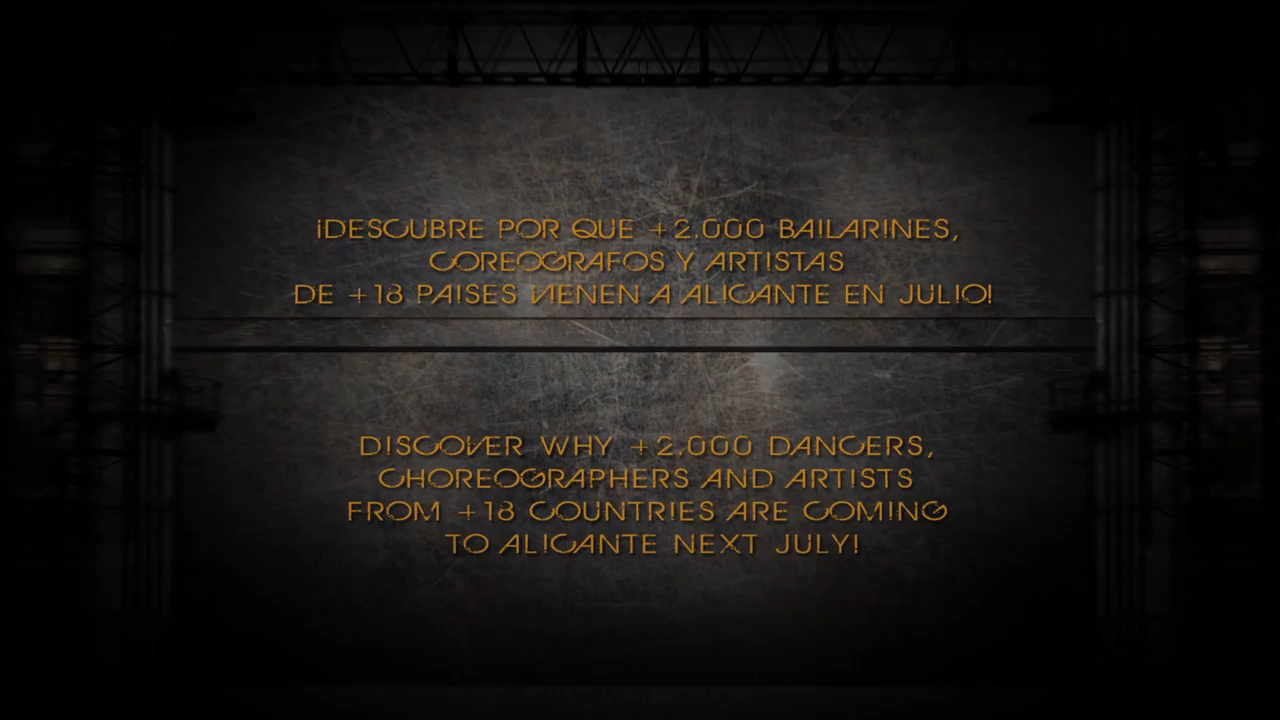 ¡DESCUBRE POR QUE +2.000 BAILARINES,
COREOGRAFOS Y ARTISTAS
DE +18 PAISES VIENEN A ALICANTE EN JULIO!
DISCOVER WHY +2.000 DANCERS,
CHOREOGRAPHERS AND ARTISTS
FROM +18 COUNTRIES ARE COMING
TO ALICANTE NEXT JULY!